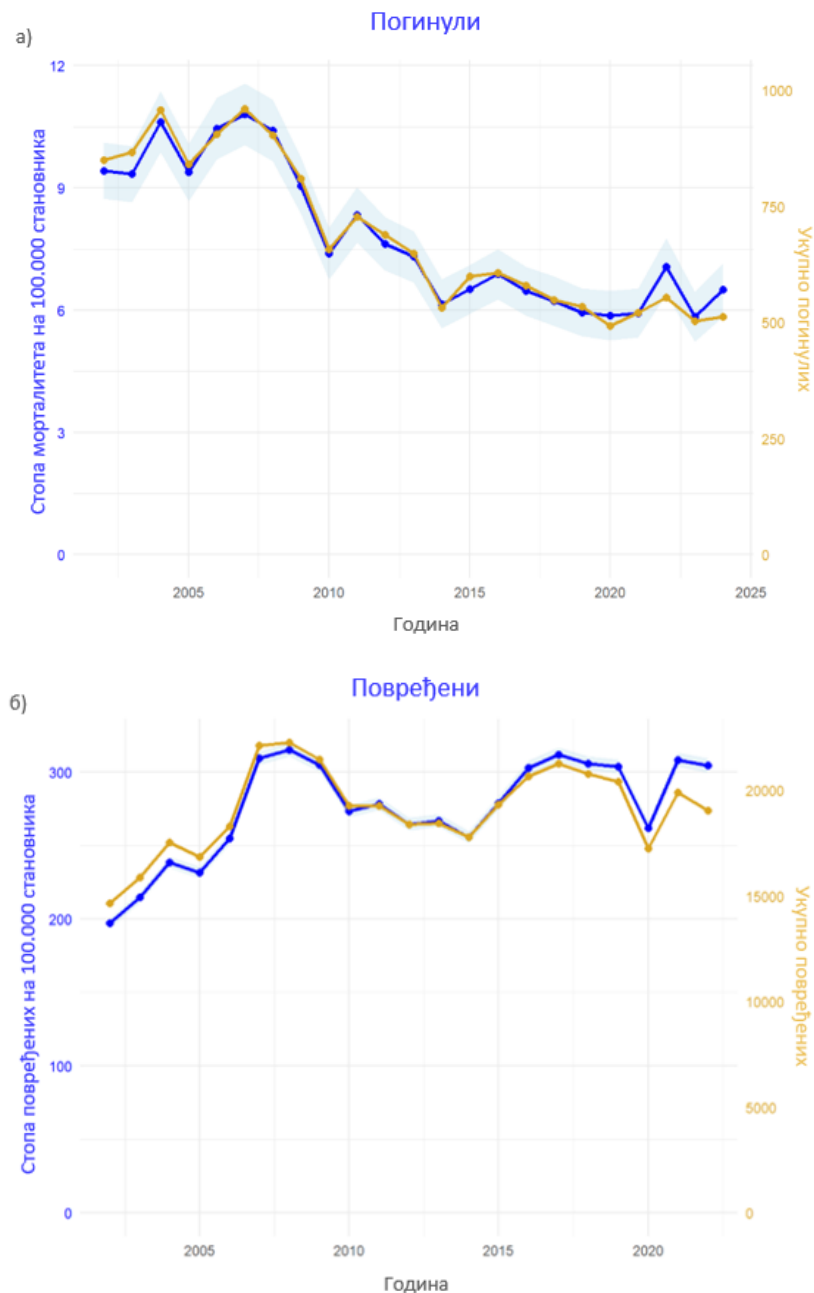 Погинули
а)
12
9
6
3
0
Стопа морталитета на 100.000 становника
1000
750
500
250
0
Укупно погинулих
2005
2010
2015
2020
2025
Година
Повређени
б)
300
200
100
0
Стопа повређених на 100.000 становника
20000
15000
10000
5000
0
Укупно повређених
2005
2010
2015
2020
Година